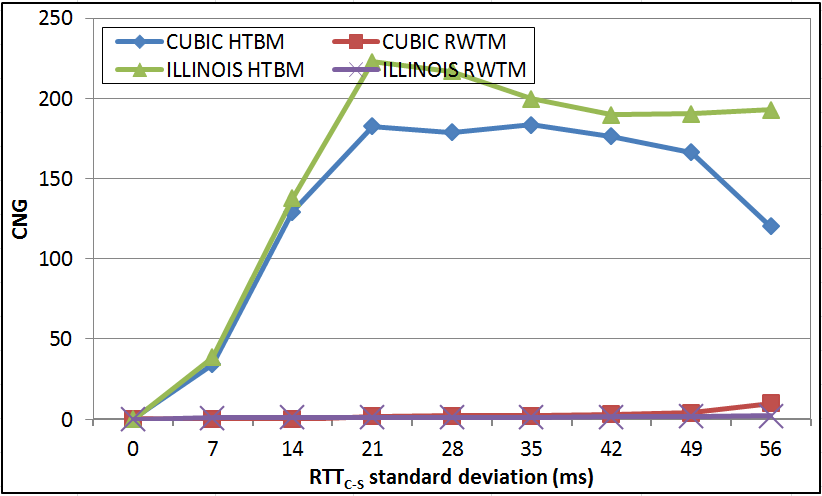 250
200
150
100
50
0
CNG
CUBIC HTBM
CUBIC RWTM
ILLINOIS HTBM
ILLINOIS RWTM
0 7 14 21 28 35 42 49 56
RTTC-S standard deviation (ms)